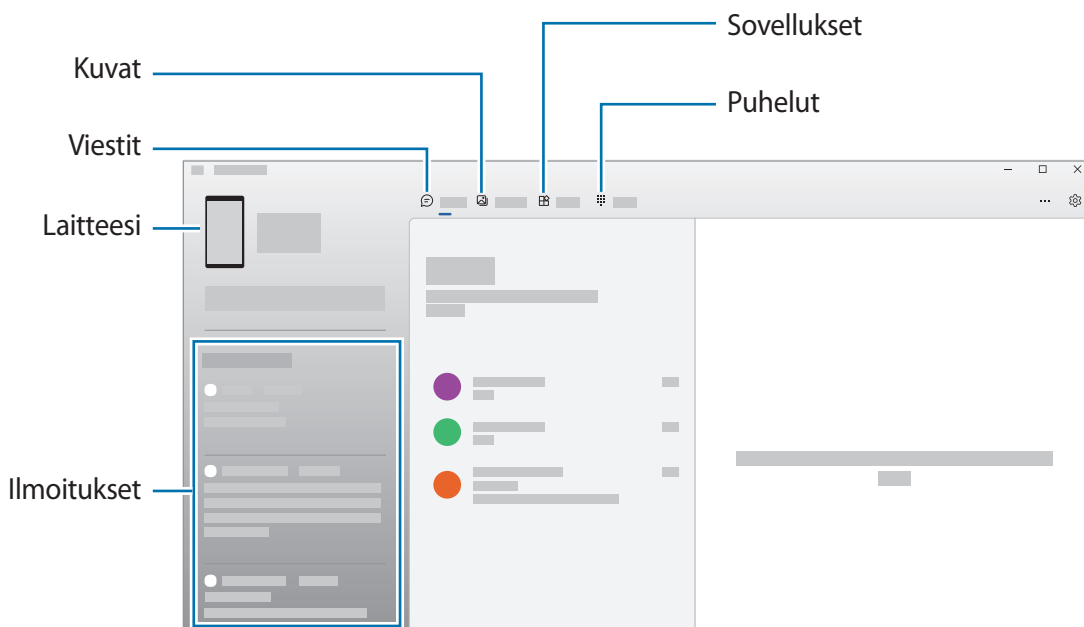 Sovellukset
Kuvat
Puhelut
Viestit
Laitteesi
Ilmoitukset